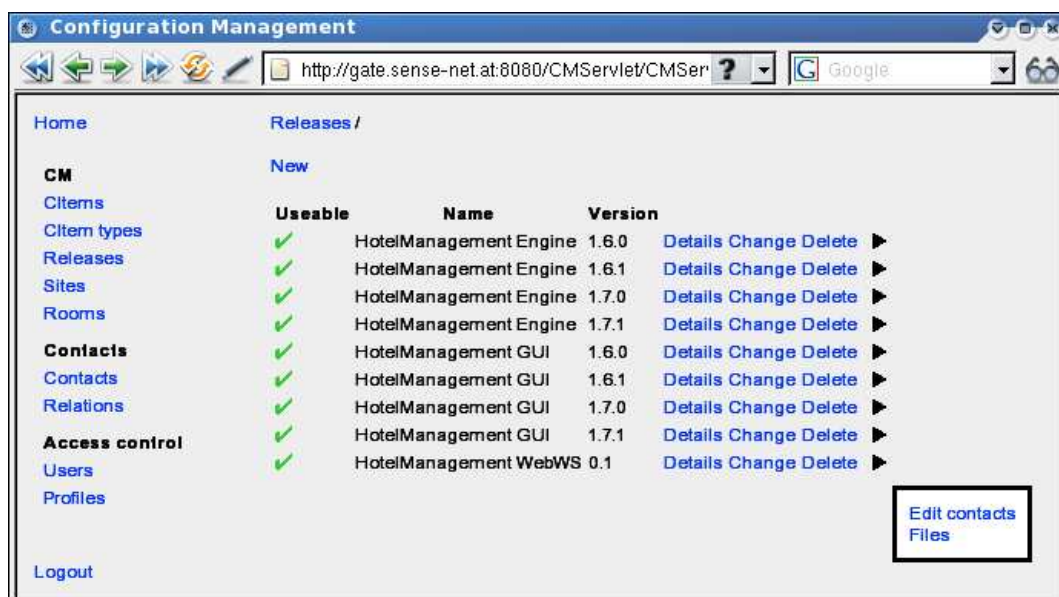 Configuration Management
http://gate.sense-net.at:8080/CMServlet/CMSer
? G Google
Home
Releases /
CM
CItems
CItem types
Releases
Sites
Rooms
Contacts
Contacts
Relations
Access control
Users
Profiles
Logout
New
Useable Name Version
HotelManagement Engine 1.6.0 Details Change Delete
HotelManagement Engine 1.6.1 Details Change Delete
HotelManagement Engine 1.7.0 Details Change Delete
HotelManagement Engine 1.7.1 Details Change Delete
HotelManagement GUI 1.6.0 Details Change Delete
HotelManagement GUI 1.6.1 Details Change Delete
HotelManagement GUI 1.7.0 Details Change Delete
HotelManagement GUI 1.7.1 Details Change Delete
HotelManagement WebWS 0.1 Details Change Delete
Edit contacts
Files